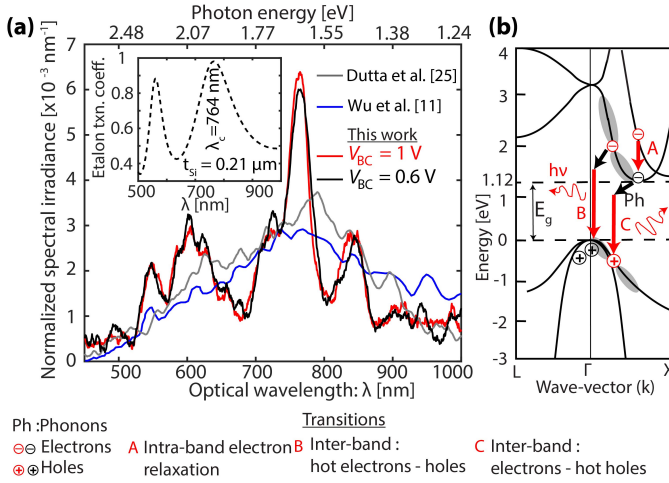 Photon energy [eV]
(a)
2.48 2.07 1.77 1.55 1.38 1.24
Normalized spectral irradiance [x10⁻³ nm⁻¹]
7
6
5
4
3
2
1
0
500 600 700 800 900 1000
Optical wavelength: λ [nm]
Etalon txn. coeff.
1
0.8
0.6
0.4
λc=764 nm
tSi = 0.21 μm
500 700 900
λ [nm]
Dutta et al. [25]
Wu et al. [11]
This work
VBC = 1 V
VBC = 0.6 V
(b)
Energy [eV]
4
3
2
1.12
0
-1
-2
-3
A
hν
Ph
B
C
Eg
L Γ X
Wave-vector (k)
Transitions
Ph :Phonons
⊖⊖ Electrons
⊕⊕ Holes
A Intra-band electron
relaxation
B Inter-band :
hot electrons - holes
C Inter-band :
electrons - hot holes